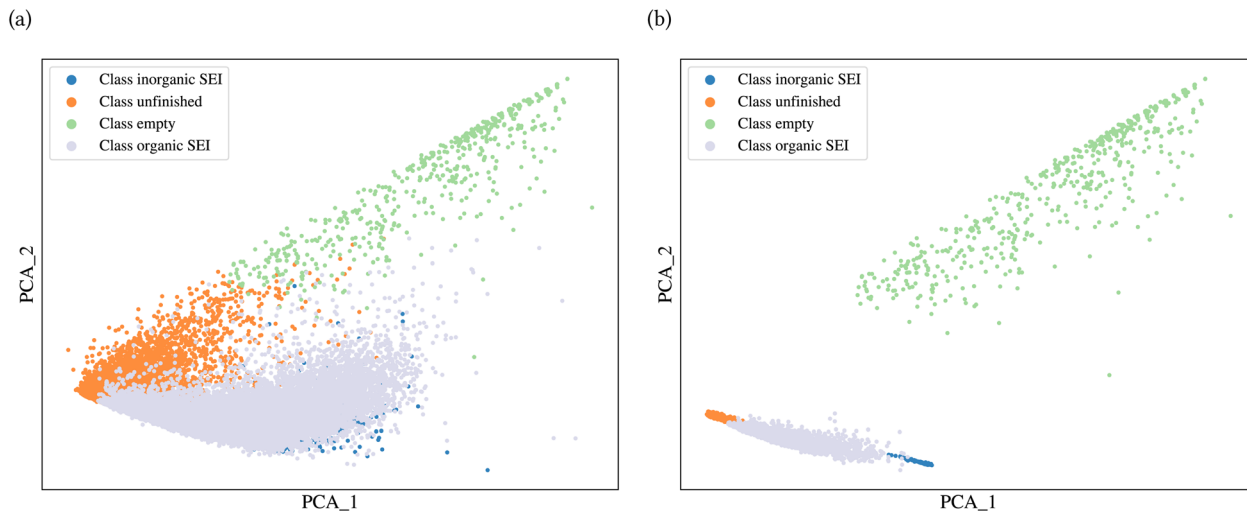 (a)
Class inorganic SEI
Class unfinished
Class empty
Class organic SEI
PCA_2
PCA_1
(b)
Class inorganic SEI
Class unfinished
Class empty
Class organic SEI
PCA_2
PCA_1